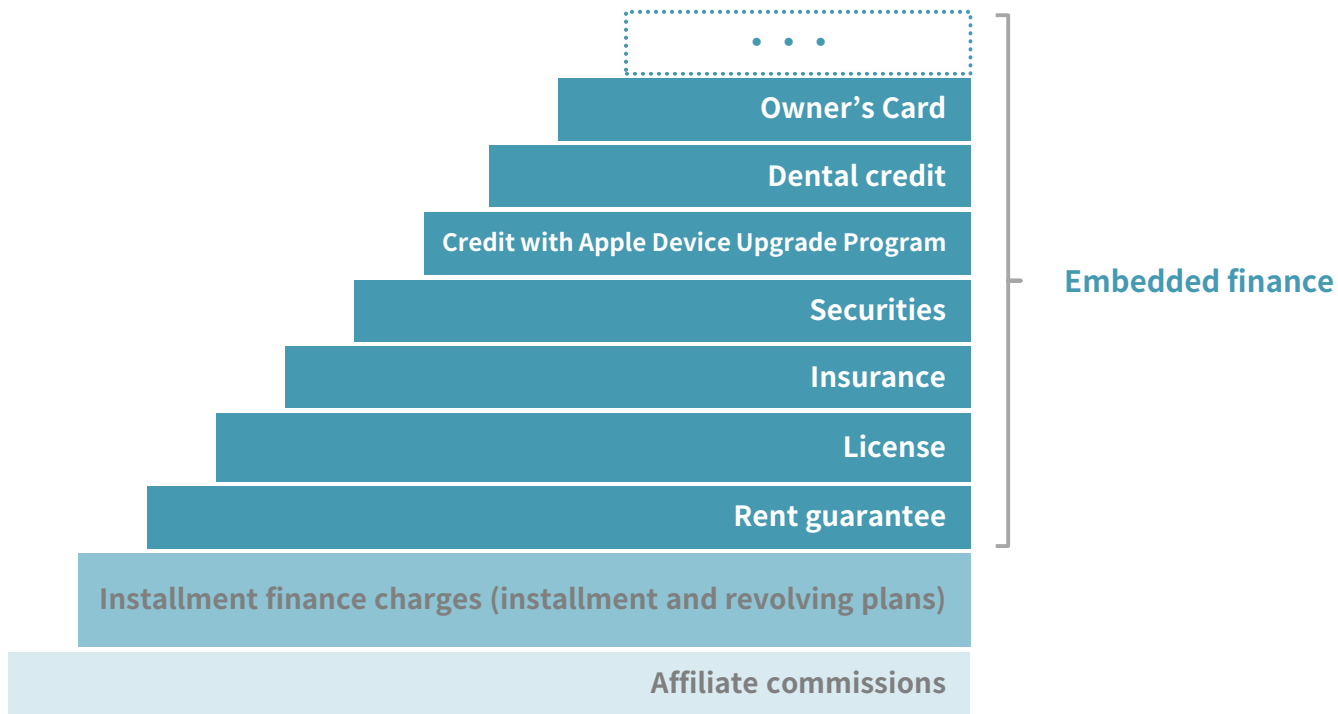 • • •
Owner’s Card
Dental credit
Credit with Apple Device Upgrade Program
Securities
Embedded finance
Insurance
License
Rent guarantee
Installment finance charges (installment and revolving plans)
Affiliate commissions